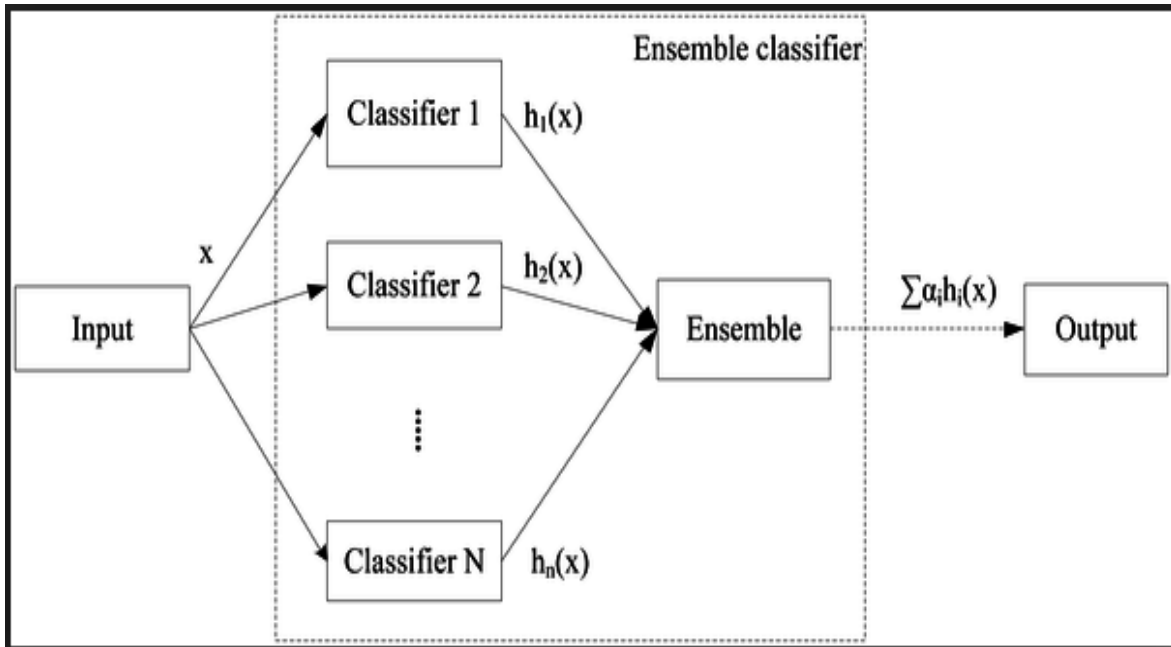 Ensemble classifier
Classifier 1
h₁(x)
x
Classifier 2
h₂(x)
Input
Ensemble
∑αᵢhᵢ(x)
Output
Classifier N
hₙ(x)